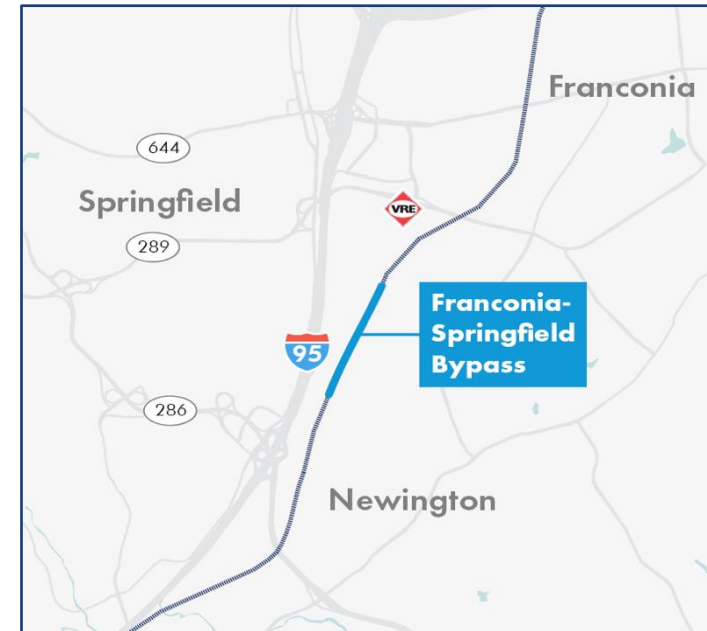 Franconia
644
Springfield
VRE
289
Franconia-
Springfield
Bypass
95
286
Newington